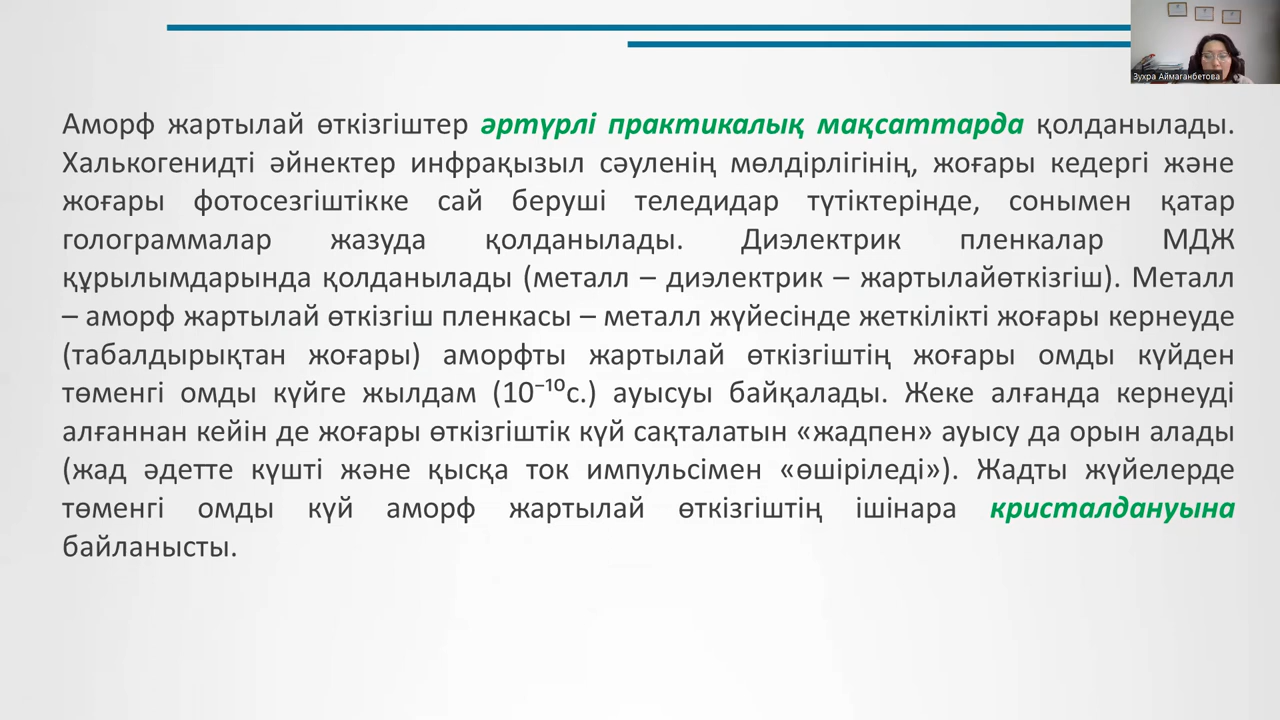 Зухра Аймаганбетова
Аморф жартылай өткізгіштер әртүрлі практикалық мақсаттарда қолданылады.
Халькогенидті әйнектер инфрақызыл сәуленің мөлдірлігінің, жоғары кедергі және
жоғары фотосезгіштікке сай беруші теледидар түтіктерінде, сонымен қатар
голограммалар жазуда қолданылады. Диэлектрик пленкалар МДЖ
құрылымдарында қолданылады (металл – диэлектрик – жартылайөткізгіш). Металл
– аморф жартылай өткізгіш пленкасы – металл жүйесінде жеткілікті жоғары кернеуде
(табалдырықтан жоғары) аморфты жартылай өткізгіштің жоғары омды күйден
төменгі омды күйге жылдам (10⁻¹⁰с.) ауысуы байқалады. Жеке алғанда кернеуді
алғаннан кейін де жоғары өткізгіштік күй сақталатын «жадпен» ауысу да орын алады
(жад әдетте күшті және қысқа ток импульсімен «өшіріледі»). Жадты жүйелерде
төменгі омды күй аморф жартылай өткізгіштің ішінара кристалдануына
байланысты.